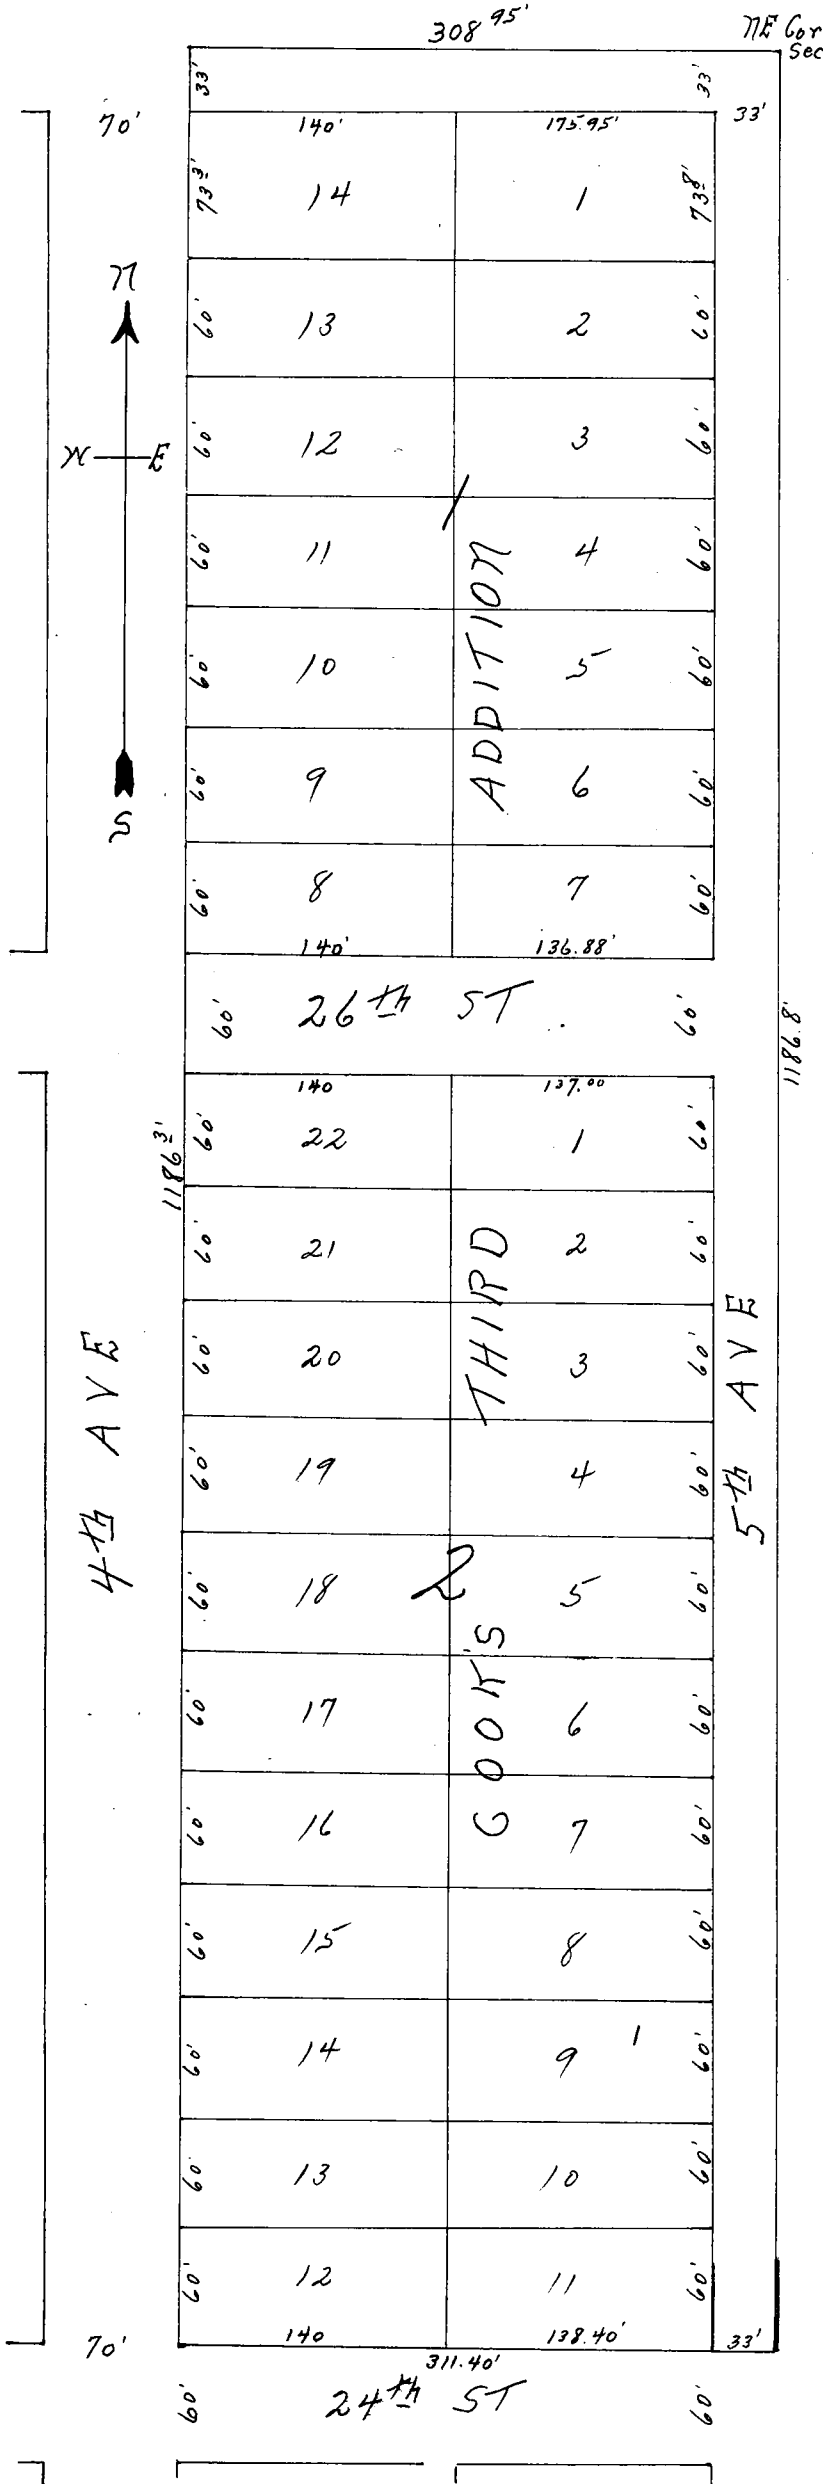 308 95'
NE Cor
Sec
33' 33'
70' 140' 175.95' 33'
73 3' 14 1 73 8'
N
60' 13 2 60'
60' 12 3 60'
W E
1
60' 11 4 60'
60' 10 5 60'
ADDITION
60' 9 6 60'
S
60' 8 7 60'
140' 136.88'
60' 26th ST. 60'
1186.8'
140 137.00
60' 22 1 60'
1186 3'
60' 21 2 60'
THIRD
60' 20 3 60'
4th AVE
5th AVE
60' 19 4 60'
60' 18 2 5 60'
COOK'S
60' 17 6 60'
60' 16 7 60'
60' 15 8 60'
60' 14 9 1 60'
60' 13 10 60'
60' 12 11 60'
70' 140 138.40' 33'
311.40'
60' 24th ST 60'